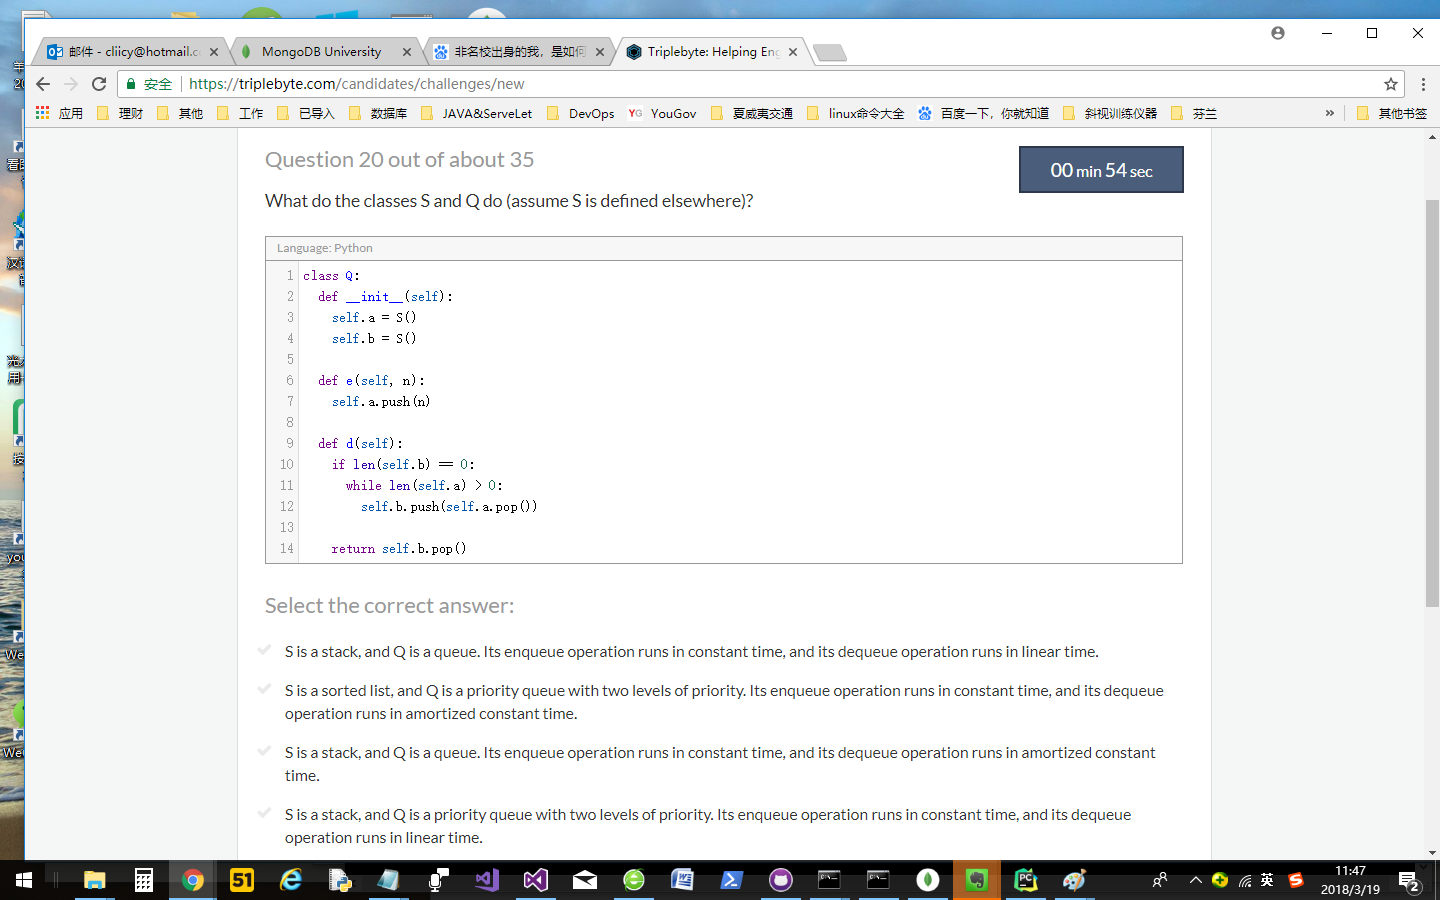 邮件 - cliicy@hotmail.c
MongoDB University
非名校出身的我，是如何
Triplebyte: Helping Eng
安全
https://triplebyte.com/candidates/challenges/new
应用
理财
其他
工作
已导入
数据库
JAVA&ServeLet
DevOps
YG YouGov
夏威夷交通
linux命令大全
百度一下，你就知道
斜视训练仪器
芬兰
»
其他书签
Question 20 out of about 35
00 min 54 sec
What do the classes S and Q do (assume S is defined elsewhere)?
Language: Python
1 class Q:
2 def __init__(self):
3 self.a = S()
4 self.b = S()
5
6 def e(self, n):
7 self.a.push(n)
8
9 def d(self):
10 if len(self.b) == 0:
11 while len(self.a) > 0:
12 self.b.push(self.a.pop())
13
14 return self.b.pop()
Select the correct answer:
S is a stack, and Q is a queue. Its enqueue operation runs in constant time, and its dequeue operation runs in linear time.
S is a sorted list, and Q is a priority queue with two levels of priority. Its enqueue operation runs in constant time, and its dequeue
operation runs in amortized constant time.
S is a stack, and Q is a queue. Its enqueue operation runs in constant time, and its dequeue operation runs in amortized constant
time.
S is a stack, and Q is a priority queue with two levels of priority. Its enqueue operation runs in constant time, and its dequeue
operation runs in linear time.
51
英
11:47
2018/3/19
2